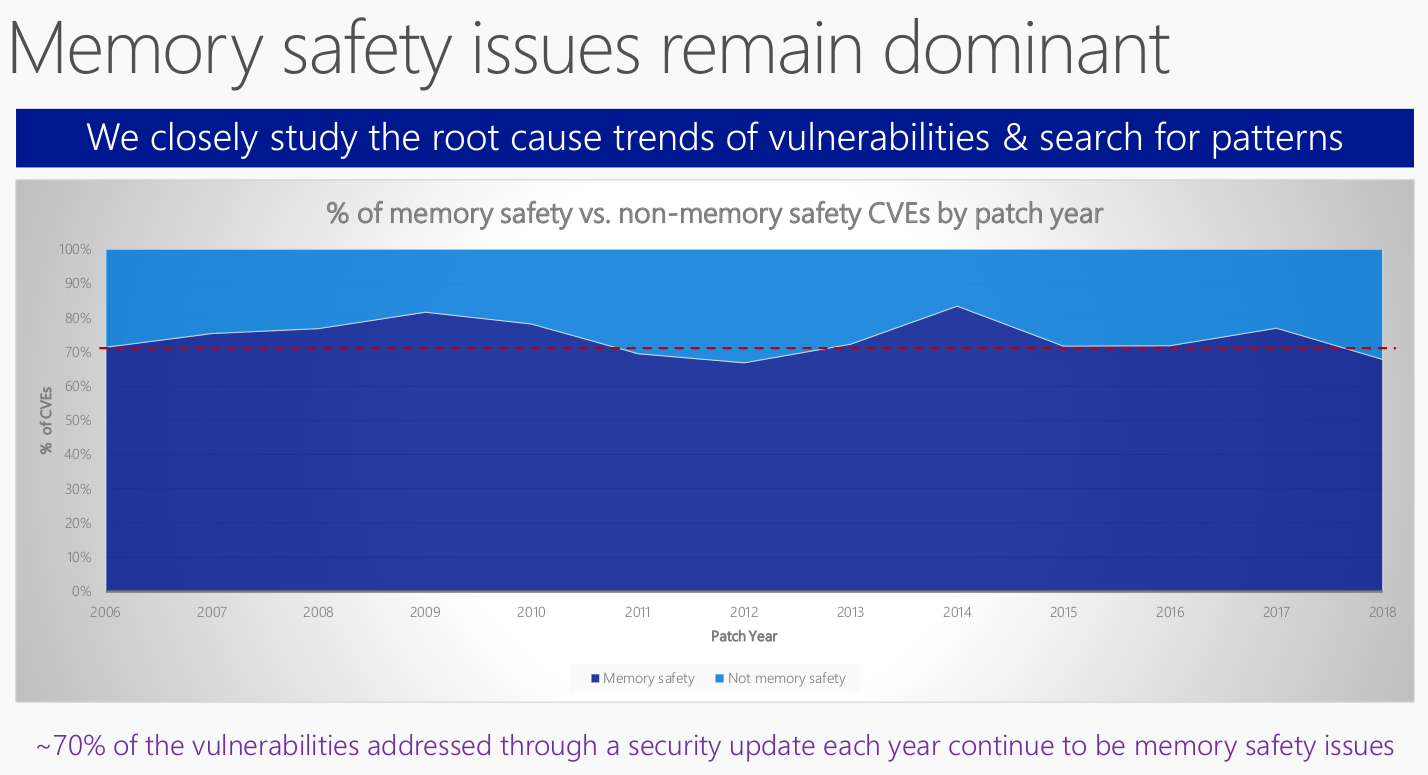 Memory safety issues remain dominant
We closely study the root cause trends of vulnerabilities & search for patterns
% of memory safety vs. non-memory safety CVEs by patch year
100%
90%
80%
70%
60%
50%
40%
30%
20%
10%
0%
% of CVEs
2006 2007 2008 2009 2010 2011 2012 2013 2014 2015 2016 2017 2018
Patch Year
Memory safety Not memory safety
~70% of the vulnerabilities addressed through a security update each year continue to be memory safety issues